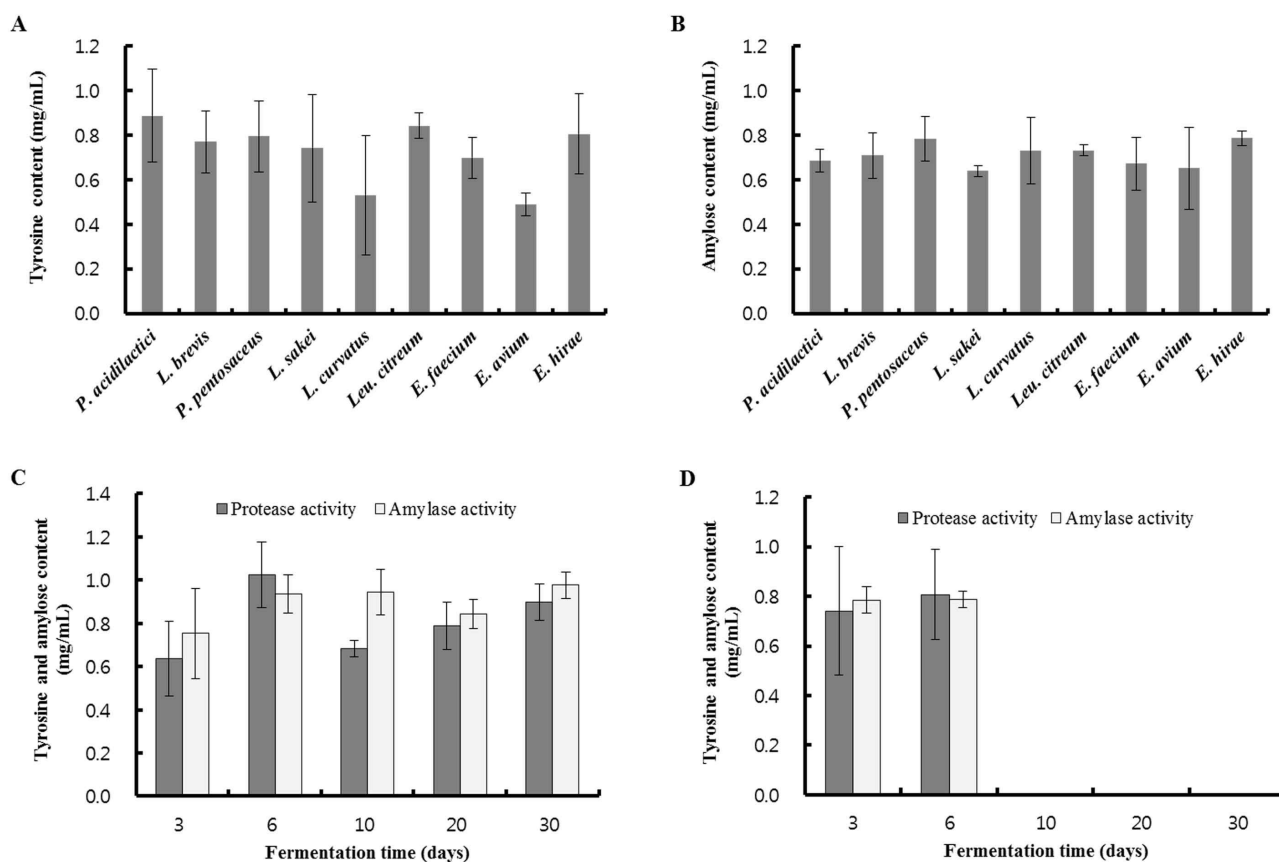 A
Tyrosine content (mg/mL)
1.2
1.0
0.8
0.6
0.4
0.2
0.0
P. acidilactici
L. brevis
P. pentosaceus
L. sakei
L. curvatus
Leu. citreum
E. faecium
E. avium
E. hirae
B
Amylose content (mg/mL)
1.2
1.0
0.8
0.6
0.4
0.2
0.0
P. acidilactici
L. brevis
P. pentosaceus
L. sakei
L. curvatus
Leu. citreum
E. faecium
E. avium
E. hirae
C
Tyrosine and amylose content
(mg/mL)
1.4
1.2
1.0
0.8
0.6
0.4
0.2
0.0
Protease activity
Amylase activity
3
6
10
20
30
Fermentation time (days)
D
Tyrosine and amylose content
(mg/mL)
1.2
1.0
0.8
0.6
0.4
0.2
0.0
Protease activity
Amylase activity
3
6
10
20
30
Fermentation time (days)